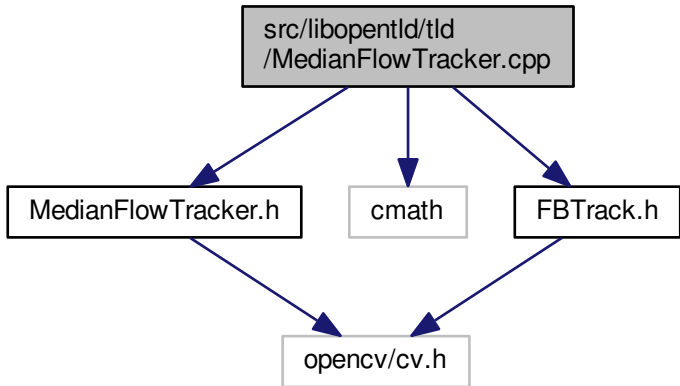 src/libopentld/tld
/MedianFlowTracker.cpp
MedianFlowTracker.h
cmath
FBTrack.h
opencv/cv.h